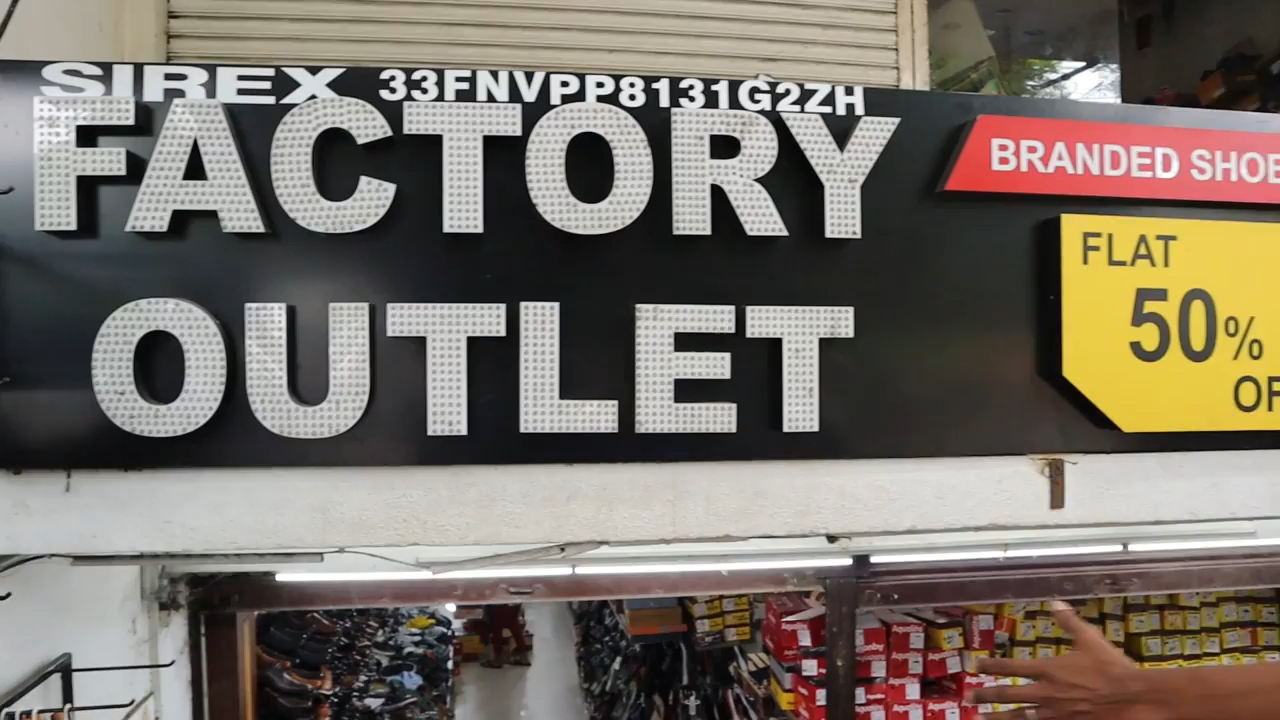 SIREX 33FNVPP8131G2ZH
FACTORY
OUTLET
BRANDED SHOE
FLAT
50%
OF